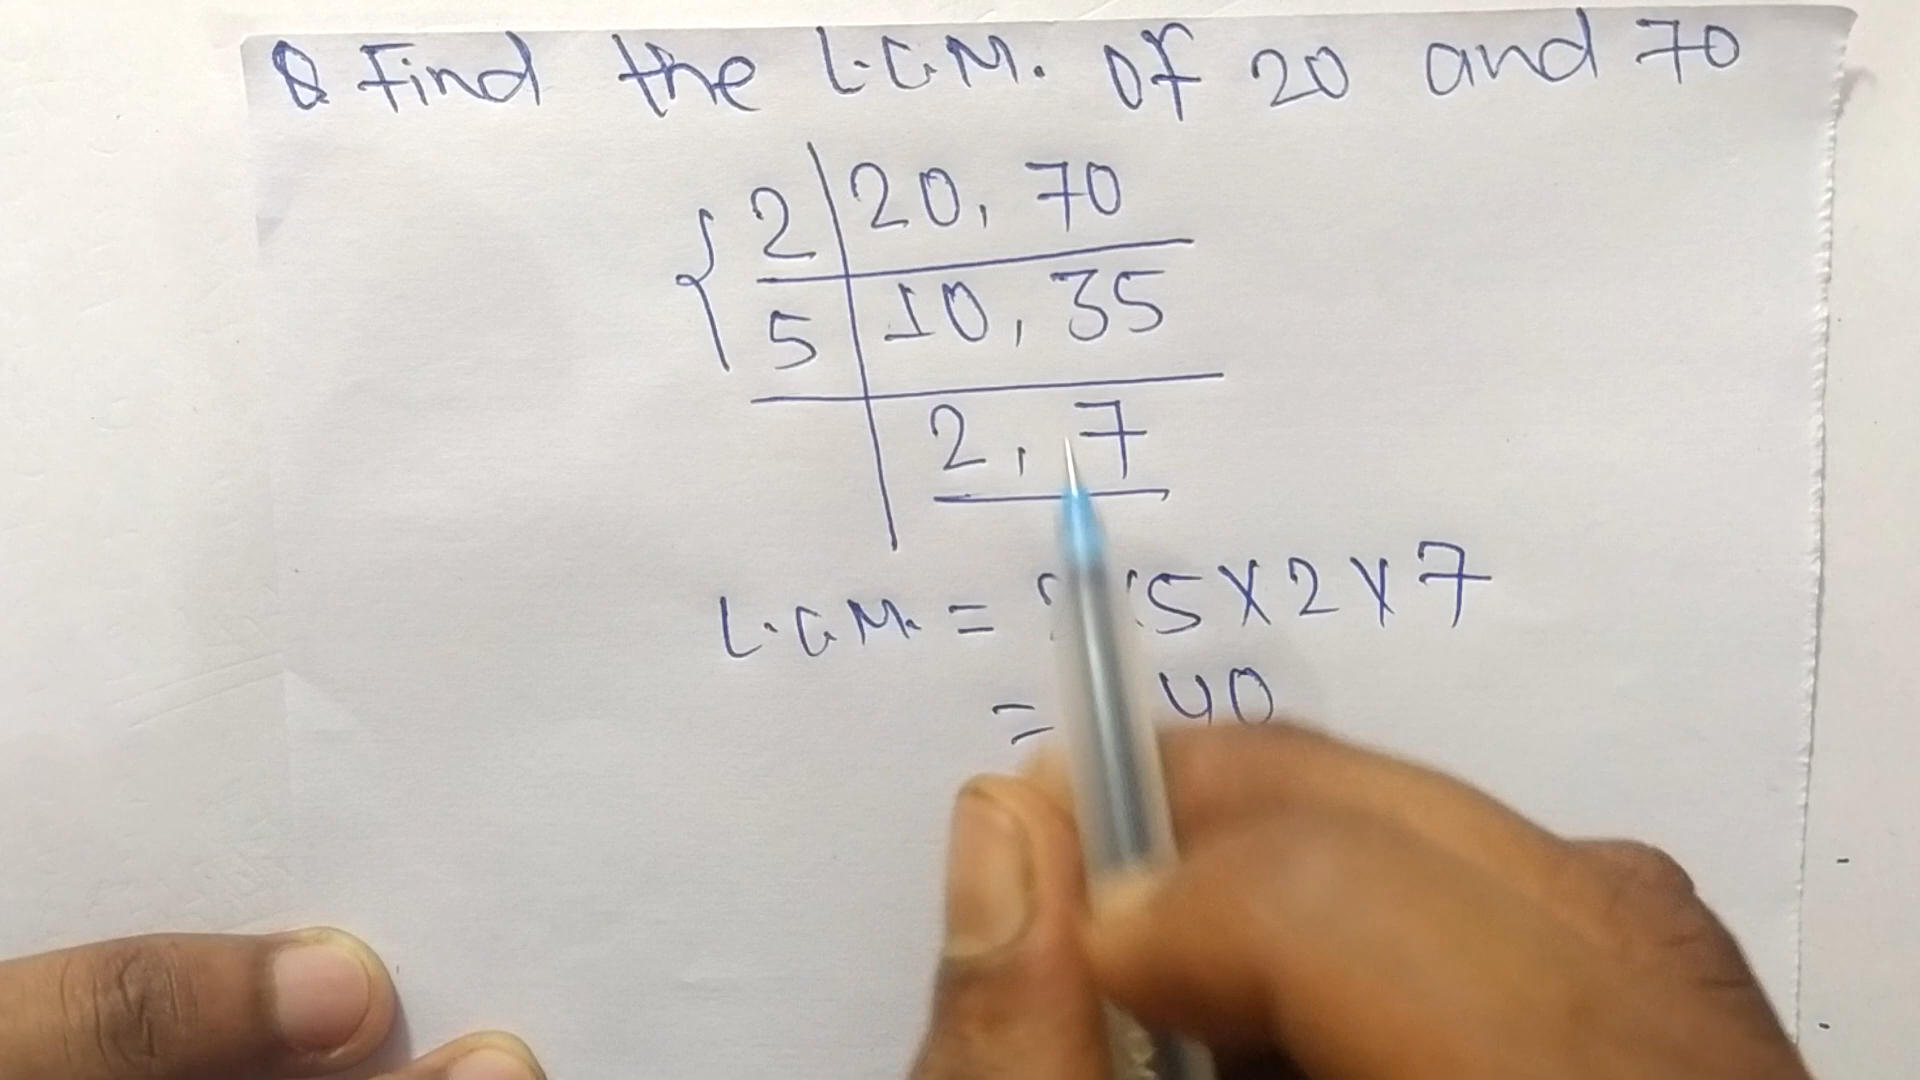 Q Find the L.C.M. of 20 and 70
2 20, 70
5 10, 35
2, 7
L.C.M. = 5 X 2 X 7
= 40